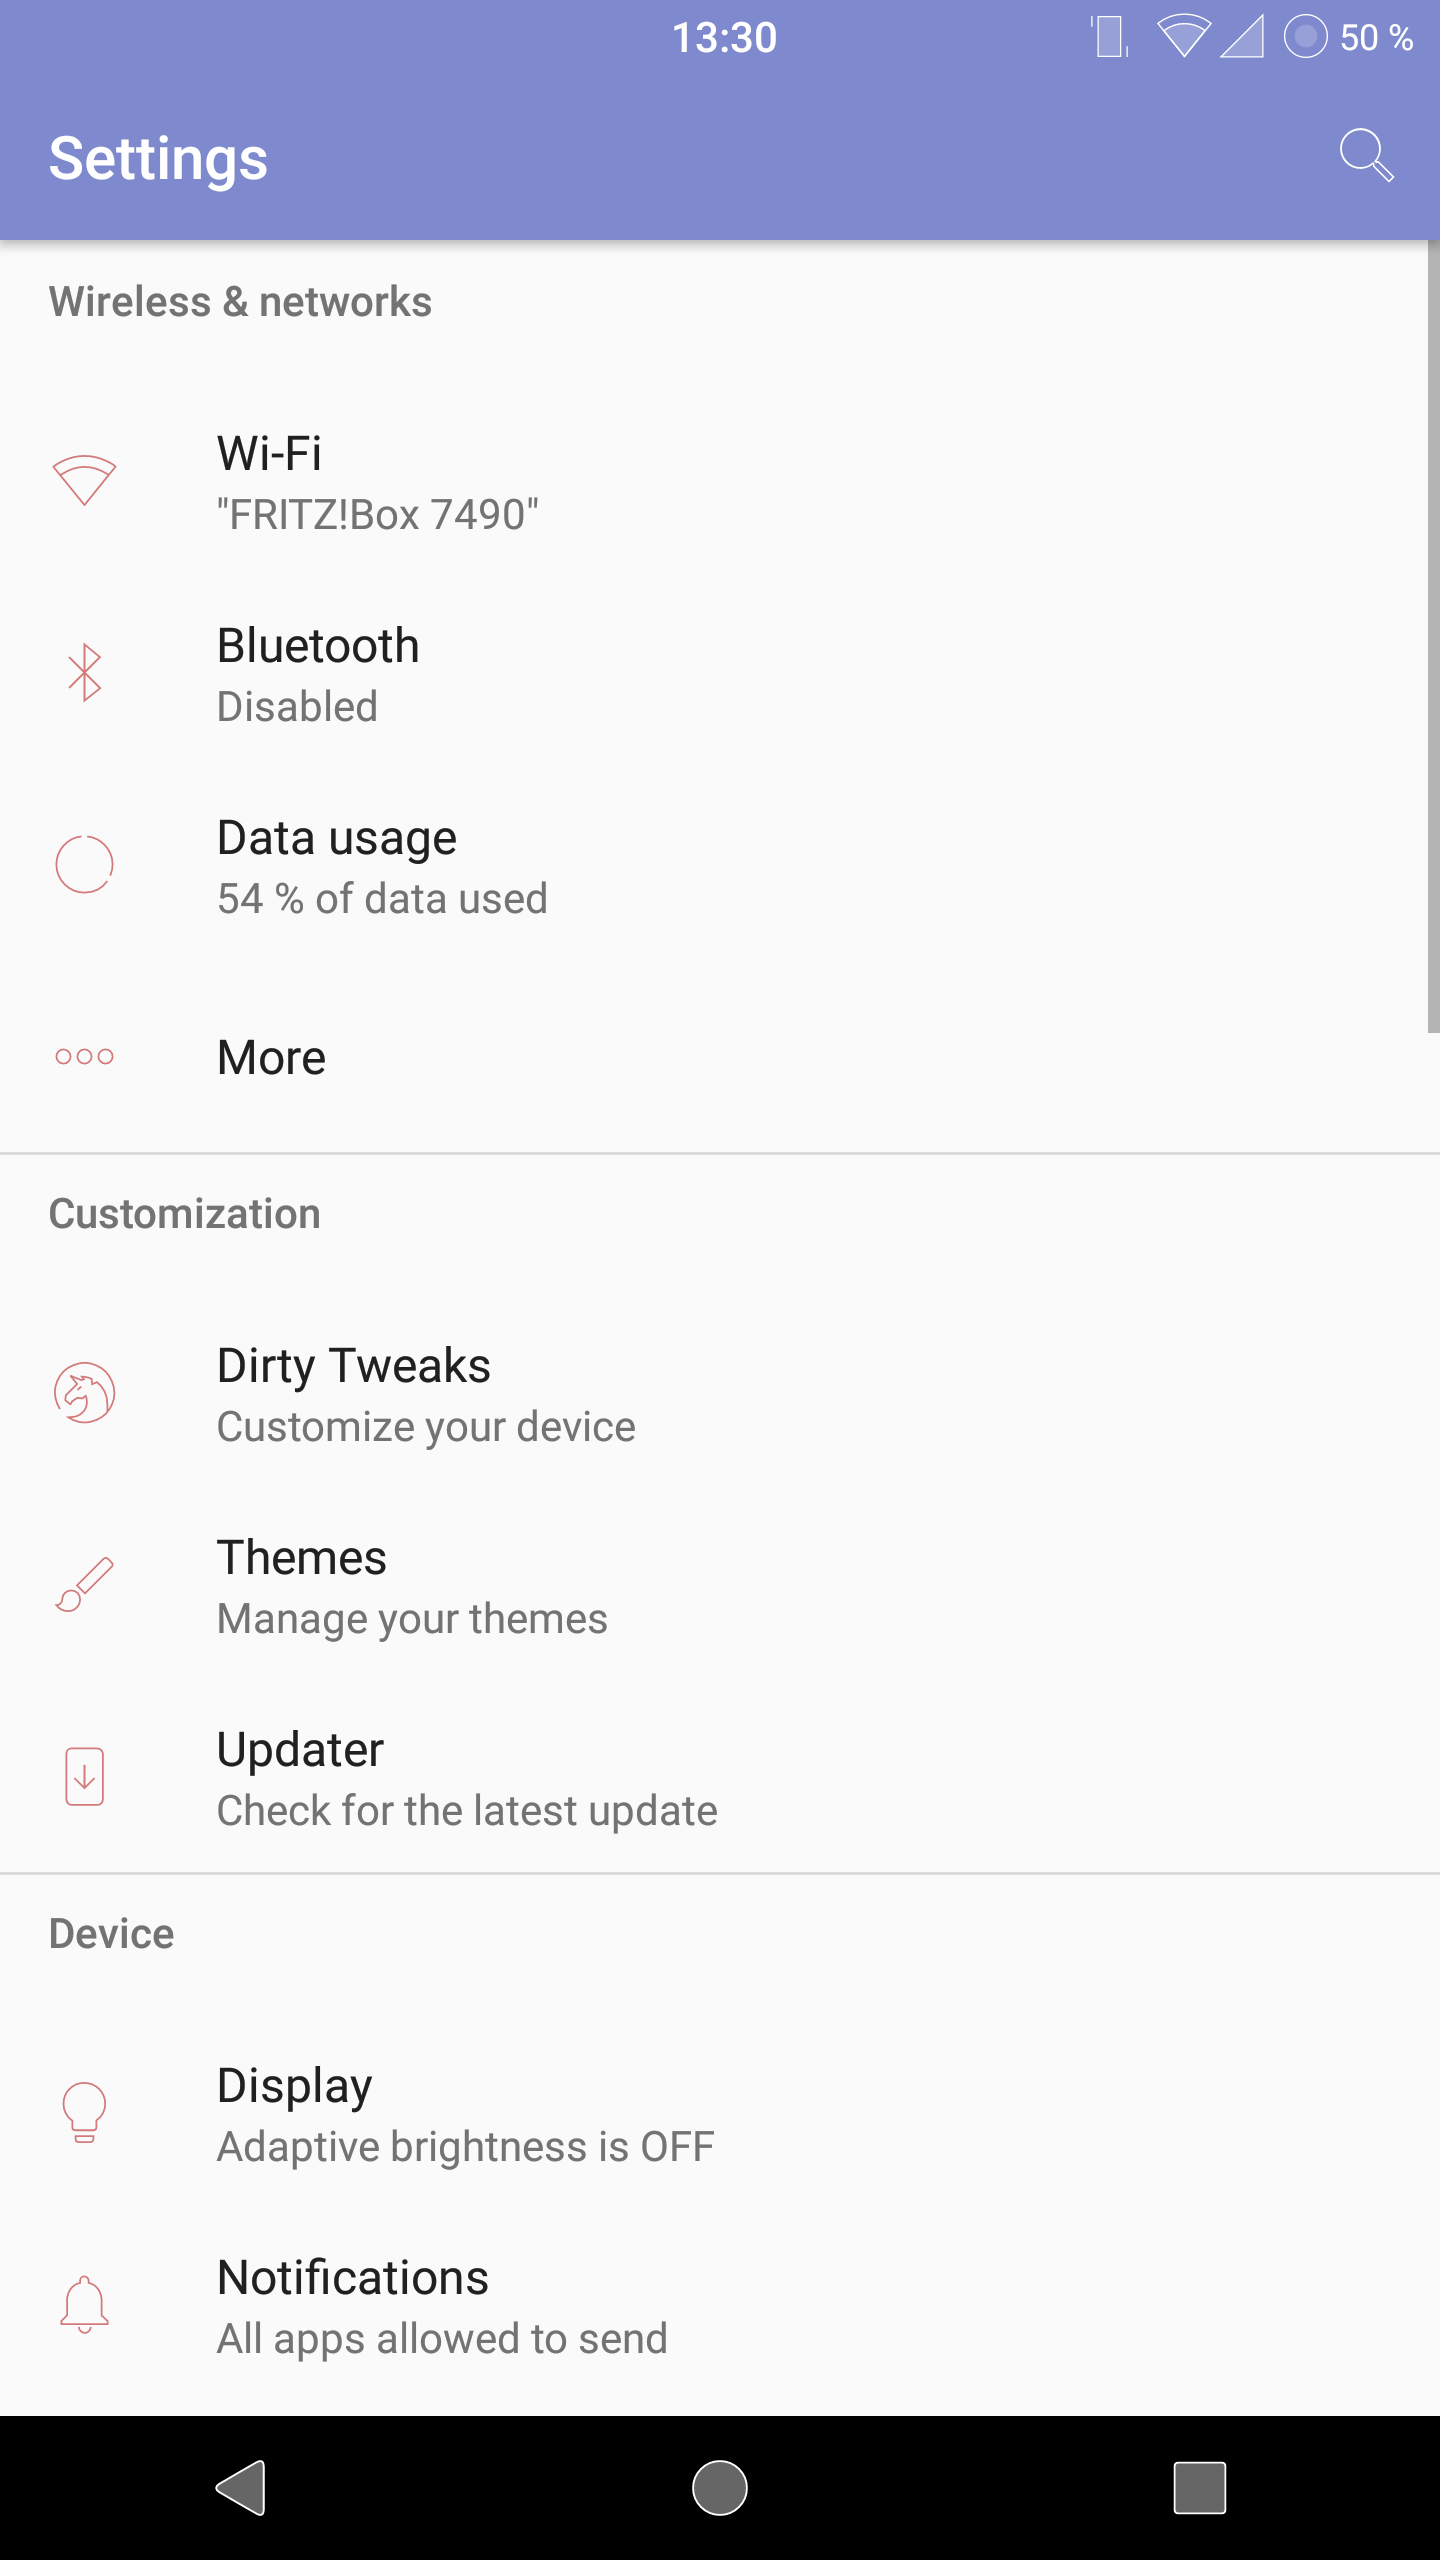 13:30
50 %
Settings
Wireless & networks
Wi-Fi
"FRITZ!Box 7490"
Bluetooth
Disabled
Data usage
54 % of data used
More
Customization
Dirty Tweaks
Customize your device
Themes
Manage your themes
Updater
Check for the latest update
Device
Display
Adaptive brightness is OFF
Notifications
All apps allowed to send